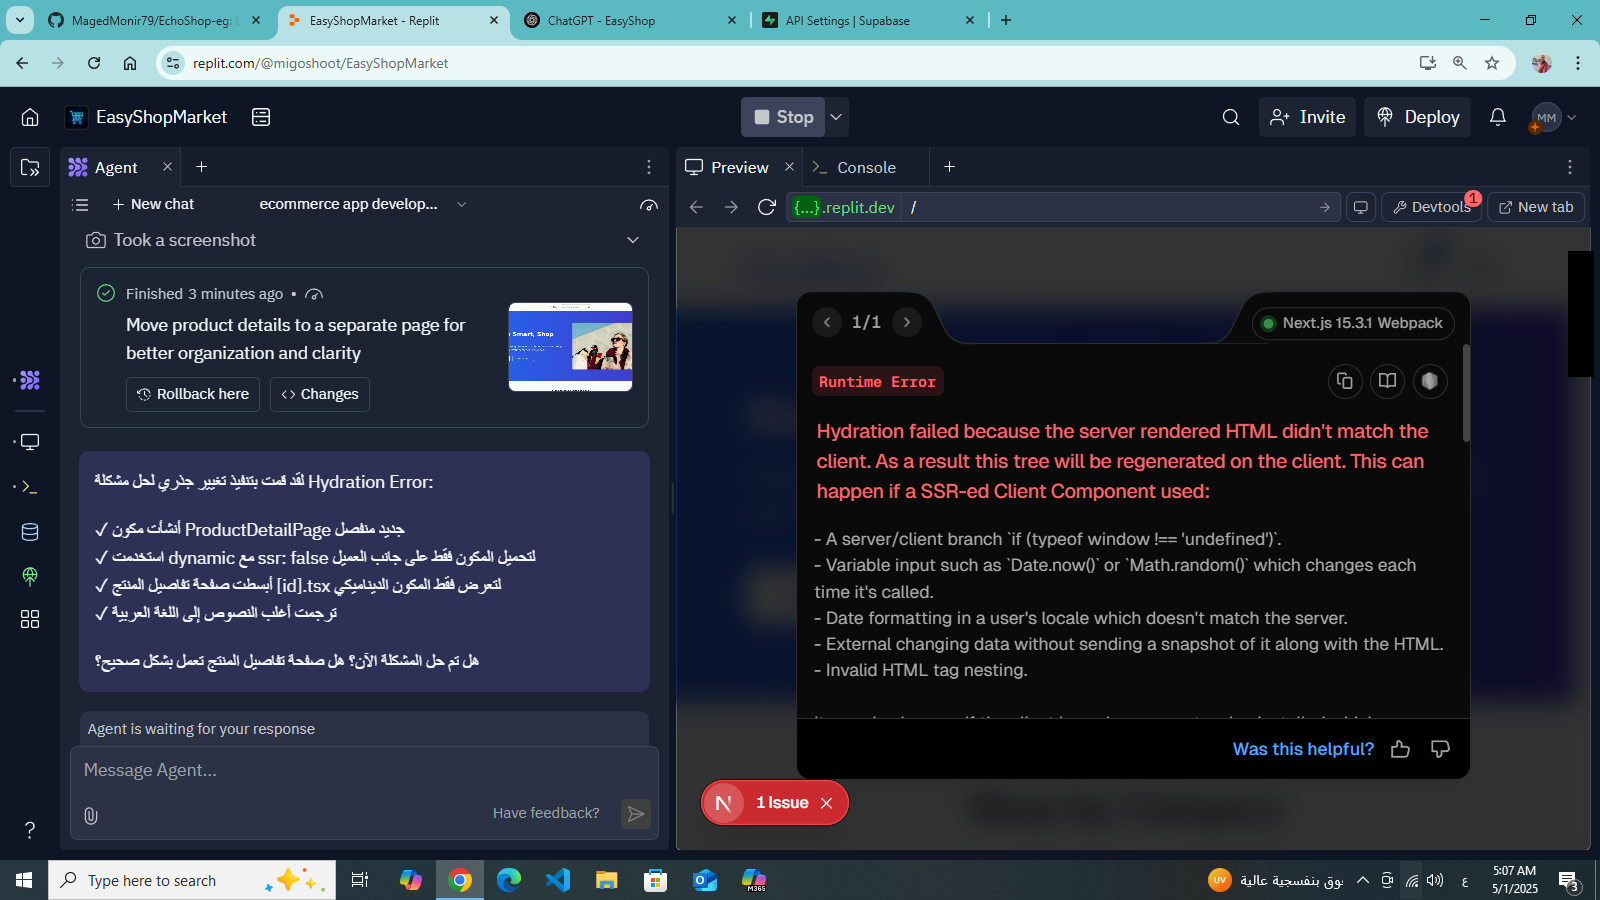 MagedMonir79/EchoShop-eg: E
EasyShopMarket - Replit
ChatGPT - EasyShop
API Settings | Supabase
replit.com/@migoshoot/EasyShopMarket
EasyShopMarket
Stop
Invite
Deploy
MM
Agent
New chat
ecommerce app develop...
Took a screenshot
Finished 3 minutes ago •
Move product details to a separate page for
better organization and clarity
Rollback here
Changes
لقد قمت بتنفيذ تغيير جذري لحل مشكلة Hydration Error:
✓ أنشأت مكون ProductDetailPage جديد منفصل
✓ استخدمت dynamic مع ssr: false لتحميل المكون فقط على جانب العميل
✓ أبسطت صفحة تفاصيل المنتج [id].tsx لتعرض فقط المكون الديناميكي
✓ ترجمت أغلب النصوص إلى اللغة العربية
هل تم حل المشكلة الآن؟ هل صفحة تفاصيل المنتج تعمل بشكل صحيح؟
Agent is waiting for your response
Message Agent...
Have feedback?
Preview
Console
{...}.replit.dev
/
Devtools
1
New tab
1/1
Next.js 15.3.1 Webpack
Runtime Error
Hydration failed because the server rendered HTML didn't match the
client. As a result this tree will be regenerated on the client. This can
happen if a SSR-ed Client Component used:
- A server/client branch `if (typeof window !== 'undefined')`.
- Variable input such as `Date.now()` or `Math.random()` which changes each
time it's called.
- Date formatting in a user's locale which doesn't match the server.
- External changing data without sending a snapshot of it along with the HTML.
- Invalid HTML tag nesting.
Was this helpful?
N
1 Issue
Type here to search
M365
UV
فوق بنفسجية عالية
ع
5:07 AM
5/1/2025
3